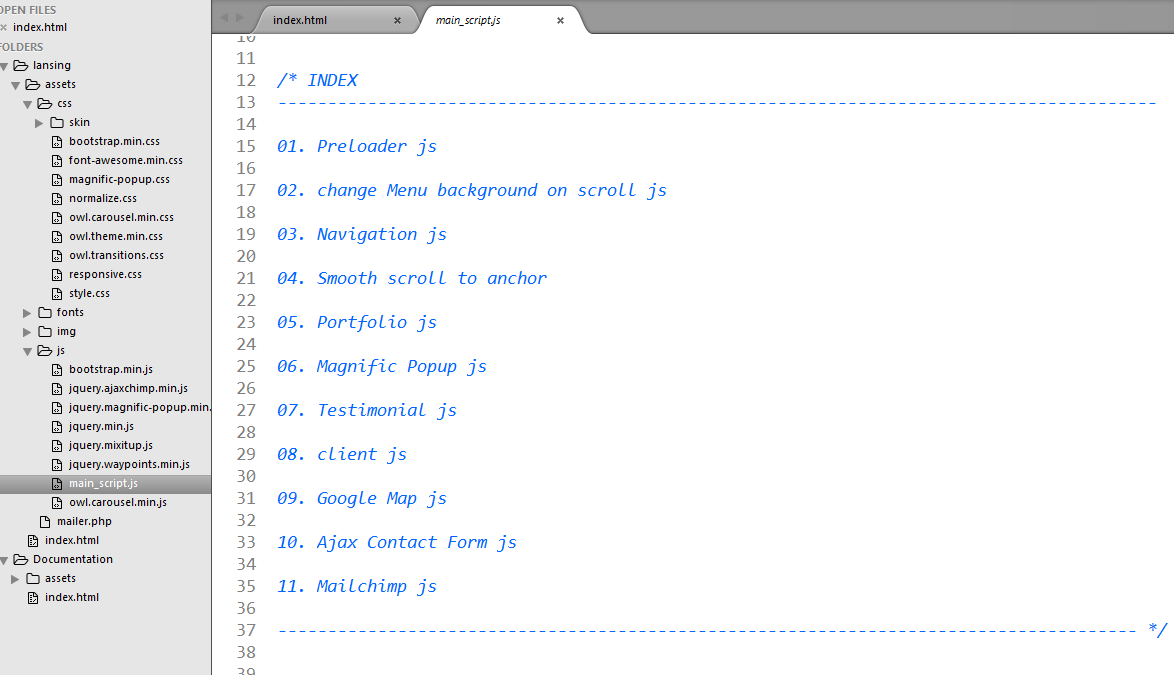 OPEN FILES
index.html
FOLDERS
lansing
assets
css
skin
bootstrap.min.css
font-awesome.min.css
magnific-popup.css
normalize.css
owl.carousel.min.css
owl.theme.min.css
owl.transitions.css
responsive.css
style.css
fonts
img
js
bootstrap.min.js
jquery.ajaxchimp.min.js
jquery.magnific-popup.min.
jquery.min.js
jquery.mixitup.js
jquery.waypoints.min.js
main_script.js
owl.carousel.min.js
mailer.php
index.html
Documentation
assets
index.html
index.html × main_script.js ×
10
11
12 /* INDEX
13 ----------------------------------------------------------------------------------------
14
15 01. Preloader js
16
17 02. change Menu background on scroll js
18
19 03. Navigation js
20
21 04. Smooth scroll to anchor
22
23 05. Portfolio js
24
25 06. Magnific Popup js
26
27 07. Testimonial js
28
29 08. client js
30
31 09. Google Map js
32
33 10. Ajax Contact Form js
34
35 11. Mailchimp js
36
37 -------------------------------------------------------------------------------------- */
38
39